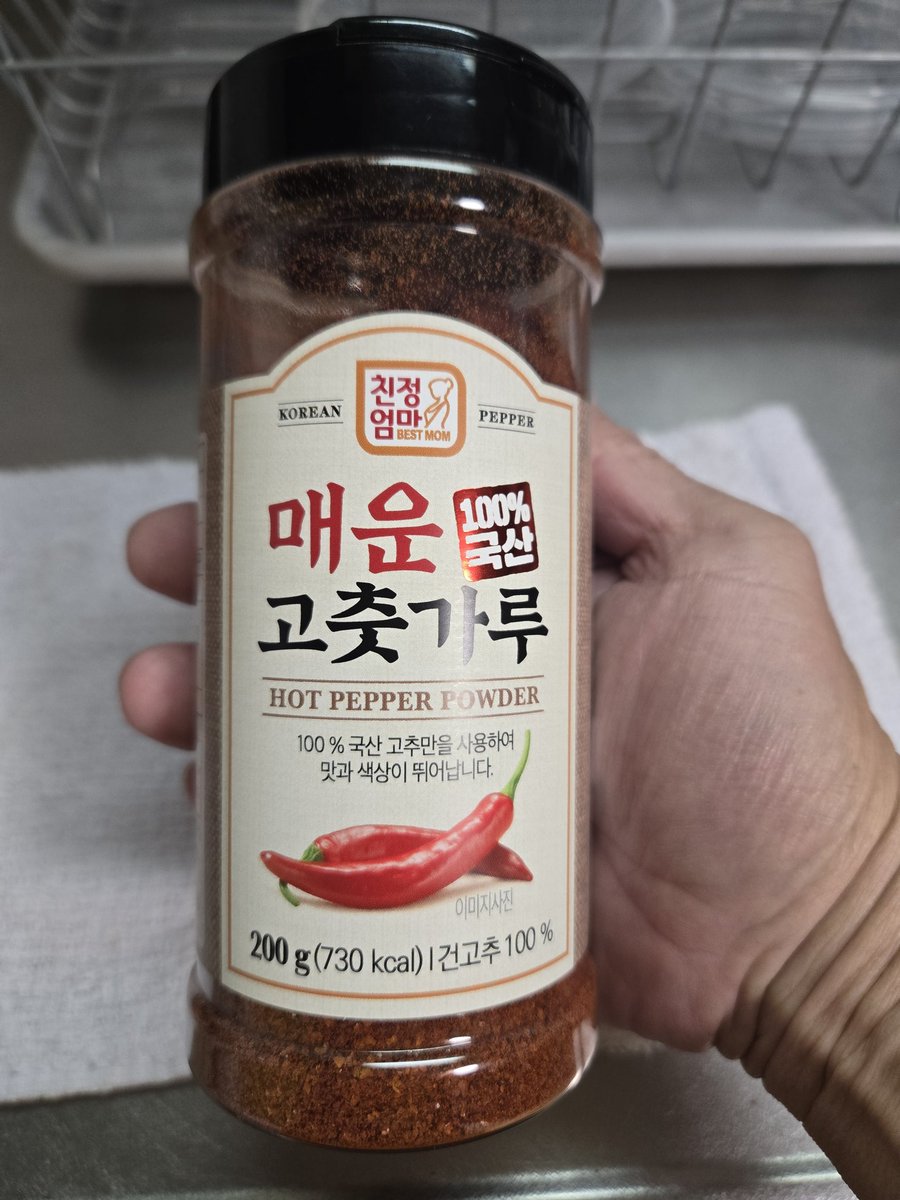 친정
엄마
BEST MOM
KOREAN
PEPPER
매운
100%
국산
고춧가루
HOT PEPPER POWDER
100 % 국산 고추만을 사용하여
맛과 색상이 뛰어납니다.
이미지사진
200 g (730 kcal) | 건고추 100 %